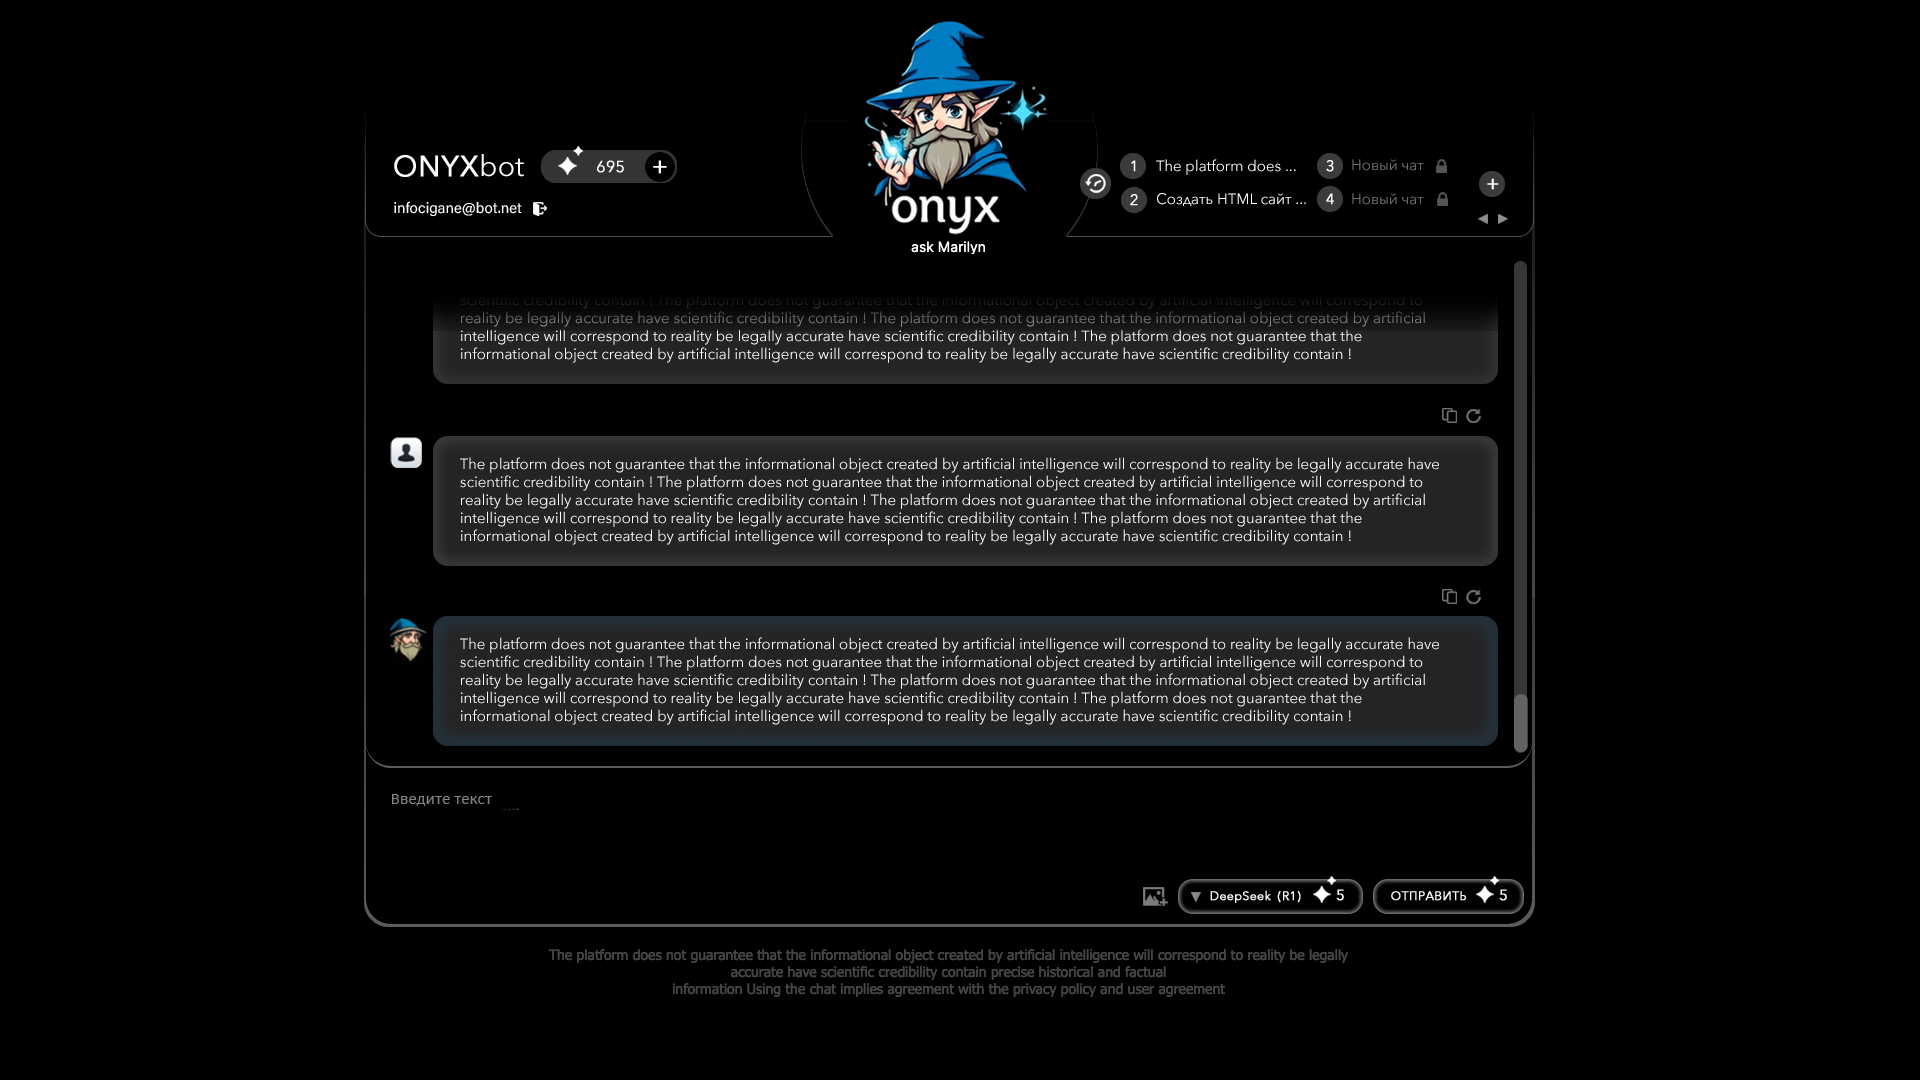 ONYXbot
695
infocigane@bot.net
onyx
ask Marilyn
1 The platform does ...
3 Новый чат
2 Создать HTML сайт ...
4 Новый чат
scientific credibility contain ! The platform does not guarantee that the informational object created by artificial intelligence will correspond to
reality be legally accurate have scientific credibility contain ! The platform does not guarantee that the informational object created by artificial
intelligence will correspond to reality be legally accurate have scientific credibility contain ! The platform does not guarantee that the
informational object created by artificial intelligence will correspond to reality be legally accurate have scientific credibility contain !
The platform does not guarantee that the informational object created by artificial intelligence will correspond to reality be legally accurate have
scientific credibility contain ! The platform does not guarantee that the informational object created by artificial intelligence will correspond to
reality be legally accurate have scientific credibility contain ! The platform does not guarantee that the informational object created by artificial
intelligence will correspond to reality be legally accurate have scientific credibility contain ! The platform does not guarantee that the
informational object created by artificial intelligence will correspond to reality be legally accurate have scientific credibility contain !
The platform does not guarantee that the informational object created by artificial intelligence will correspond to reality be legally accurate have
scientific credibility contain ! The platform does not guarantee that the informational object created by artificial intelligence will correspond to
reality be legally accurate have scientific credibility contain ! The platform does not guarantee that the informational object created by artificial
intelligence will correspond to reality be legally accurate have scientific credibility contain ! The platform does not guarantee that the
informational object created by artificial intelligence will correspond to reality be legally accurate have scientific credibility contain !
Введите текст
DeepSeek (R1) 5
ОТПРАВИТЬ 5
The platform does not guarantee that the informational object created by artificial intelligence will correspond to reality be legally
accurate have scientific credibility contain precise historical and factual
information Using the chat implies agreement with the privacy policy and user agreement